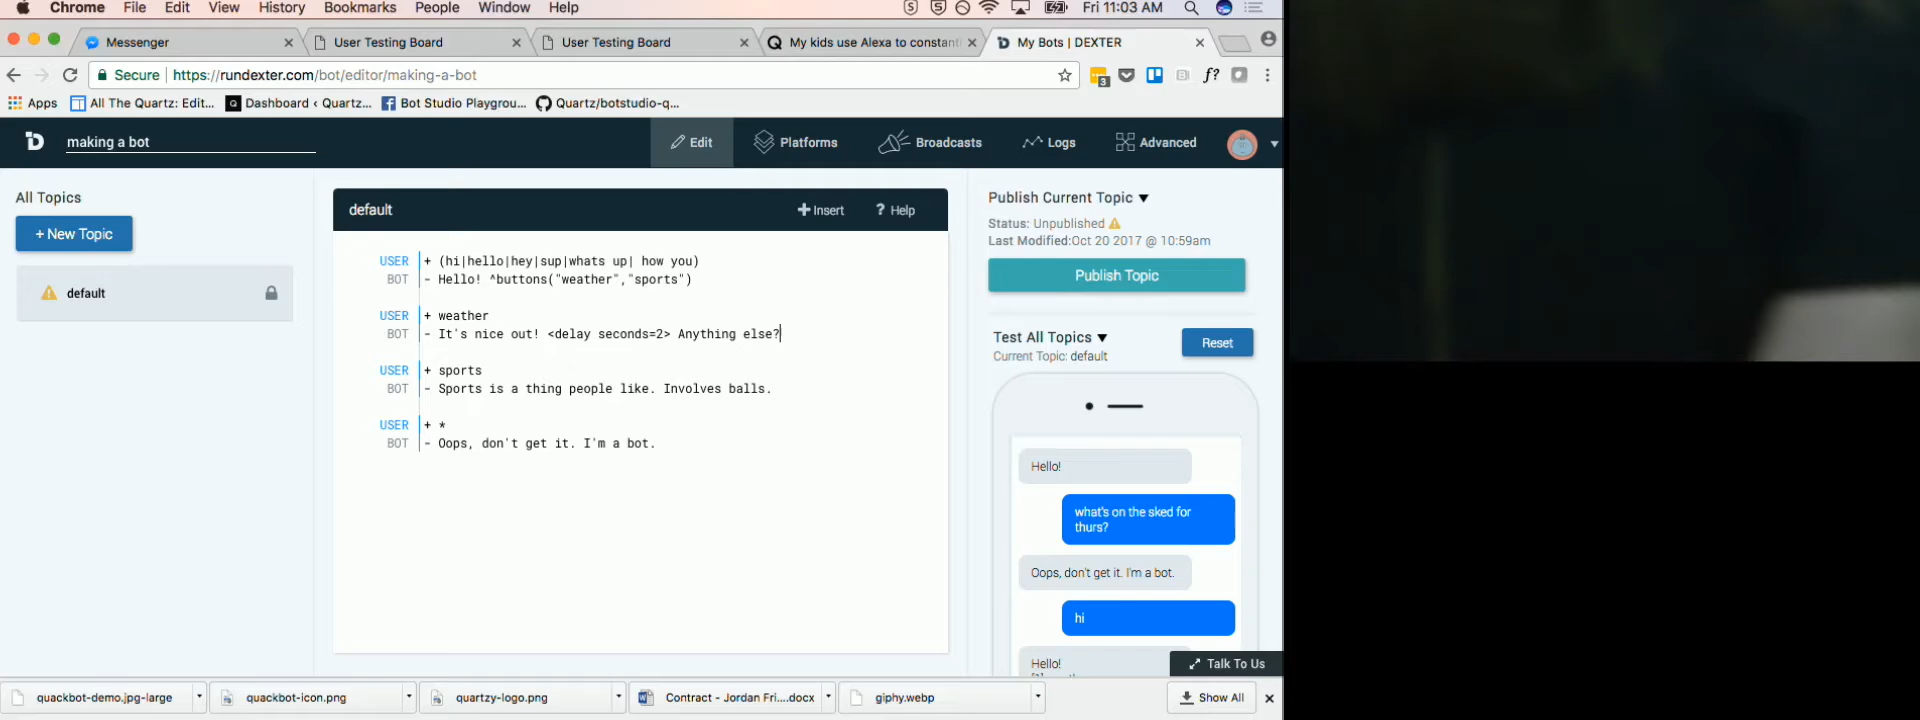 Chrome File Edit View History Bookmarks People Window Help Fri 11:03 AM
Messenger User Testing Board User Testing Board My kids use Alexa to constant My Bots | DEXTER
Secure https://rundexter.com/bot/editor/making-a-bot 3 f?
Apps All The Quartz: Edit... Dashboard ‹ Quartz... Bot Studio Playgrou... Quartz/botstudio-q...
making a bot Edit Platforms Broadcasts Logs Advanced
All Topics
+ New Topic
default
default + Insert ? Help
USER + (hi|hello|hey|sup|whats up| how you)
BOT - Hello! ^buttons("weather","sports")
USER + weather
BOT - It's nice out! <delay seconds=2> Anything else?
USER + sports
BOT - Sports is a thing people like. Involves balls.
USER + *
BOT - Oops, don't get it. I'm a bot.
Publish Current Topic
Status: Unpublished
Last Modified:Oct 20 2017 @ 10:59am
Publish Topic
Test All Topics Reset
Current Topic: default
Hello!
what's on the sked for
thurs?
Oops, don't get it. I'm a bot.
hi
Hello!
Talk To Us
quackbot-demo.jpg-large quackbot-icon.png quartzy-logo.png Contract - Jordan Fri....docx giphy.webp Show All